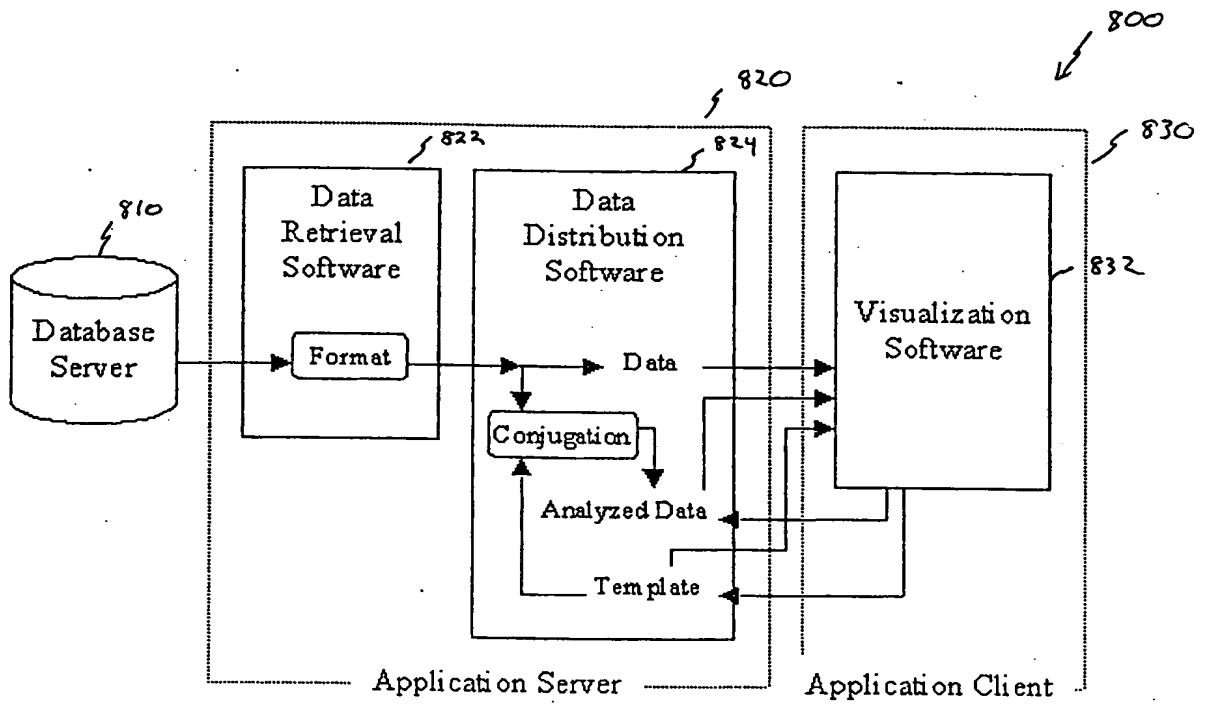 800
820
830
822
824
810
Data
Retrieval
Software
Data
Distribution
Software
832
Database
Server
Visualization
Software
Format
Data
Conjugation
Analyzed Data
Template
Application Server
Application Client